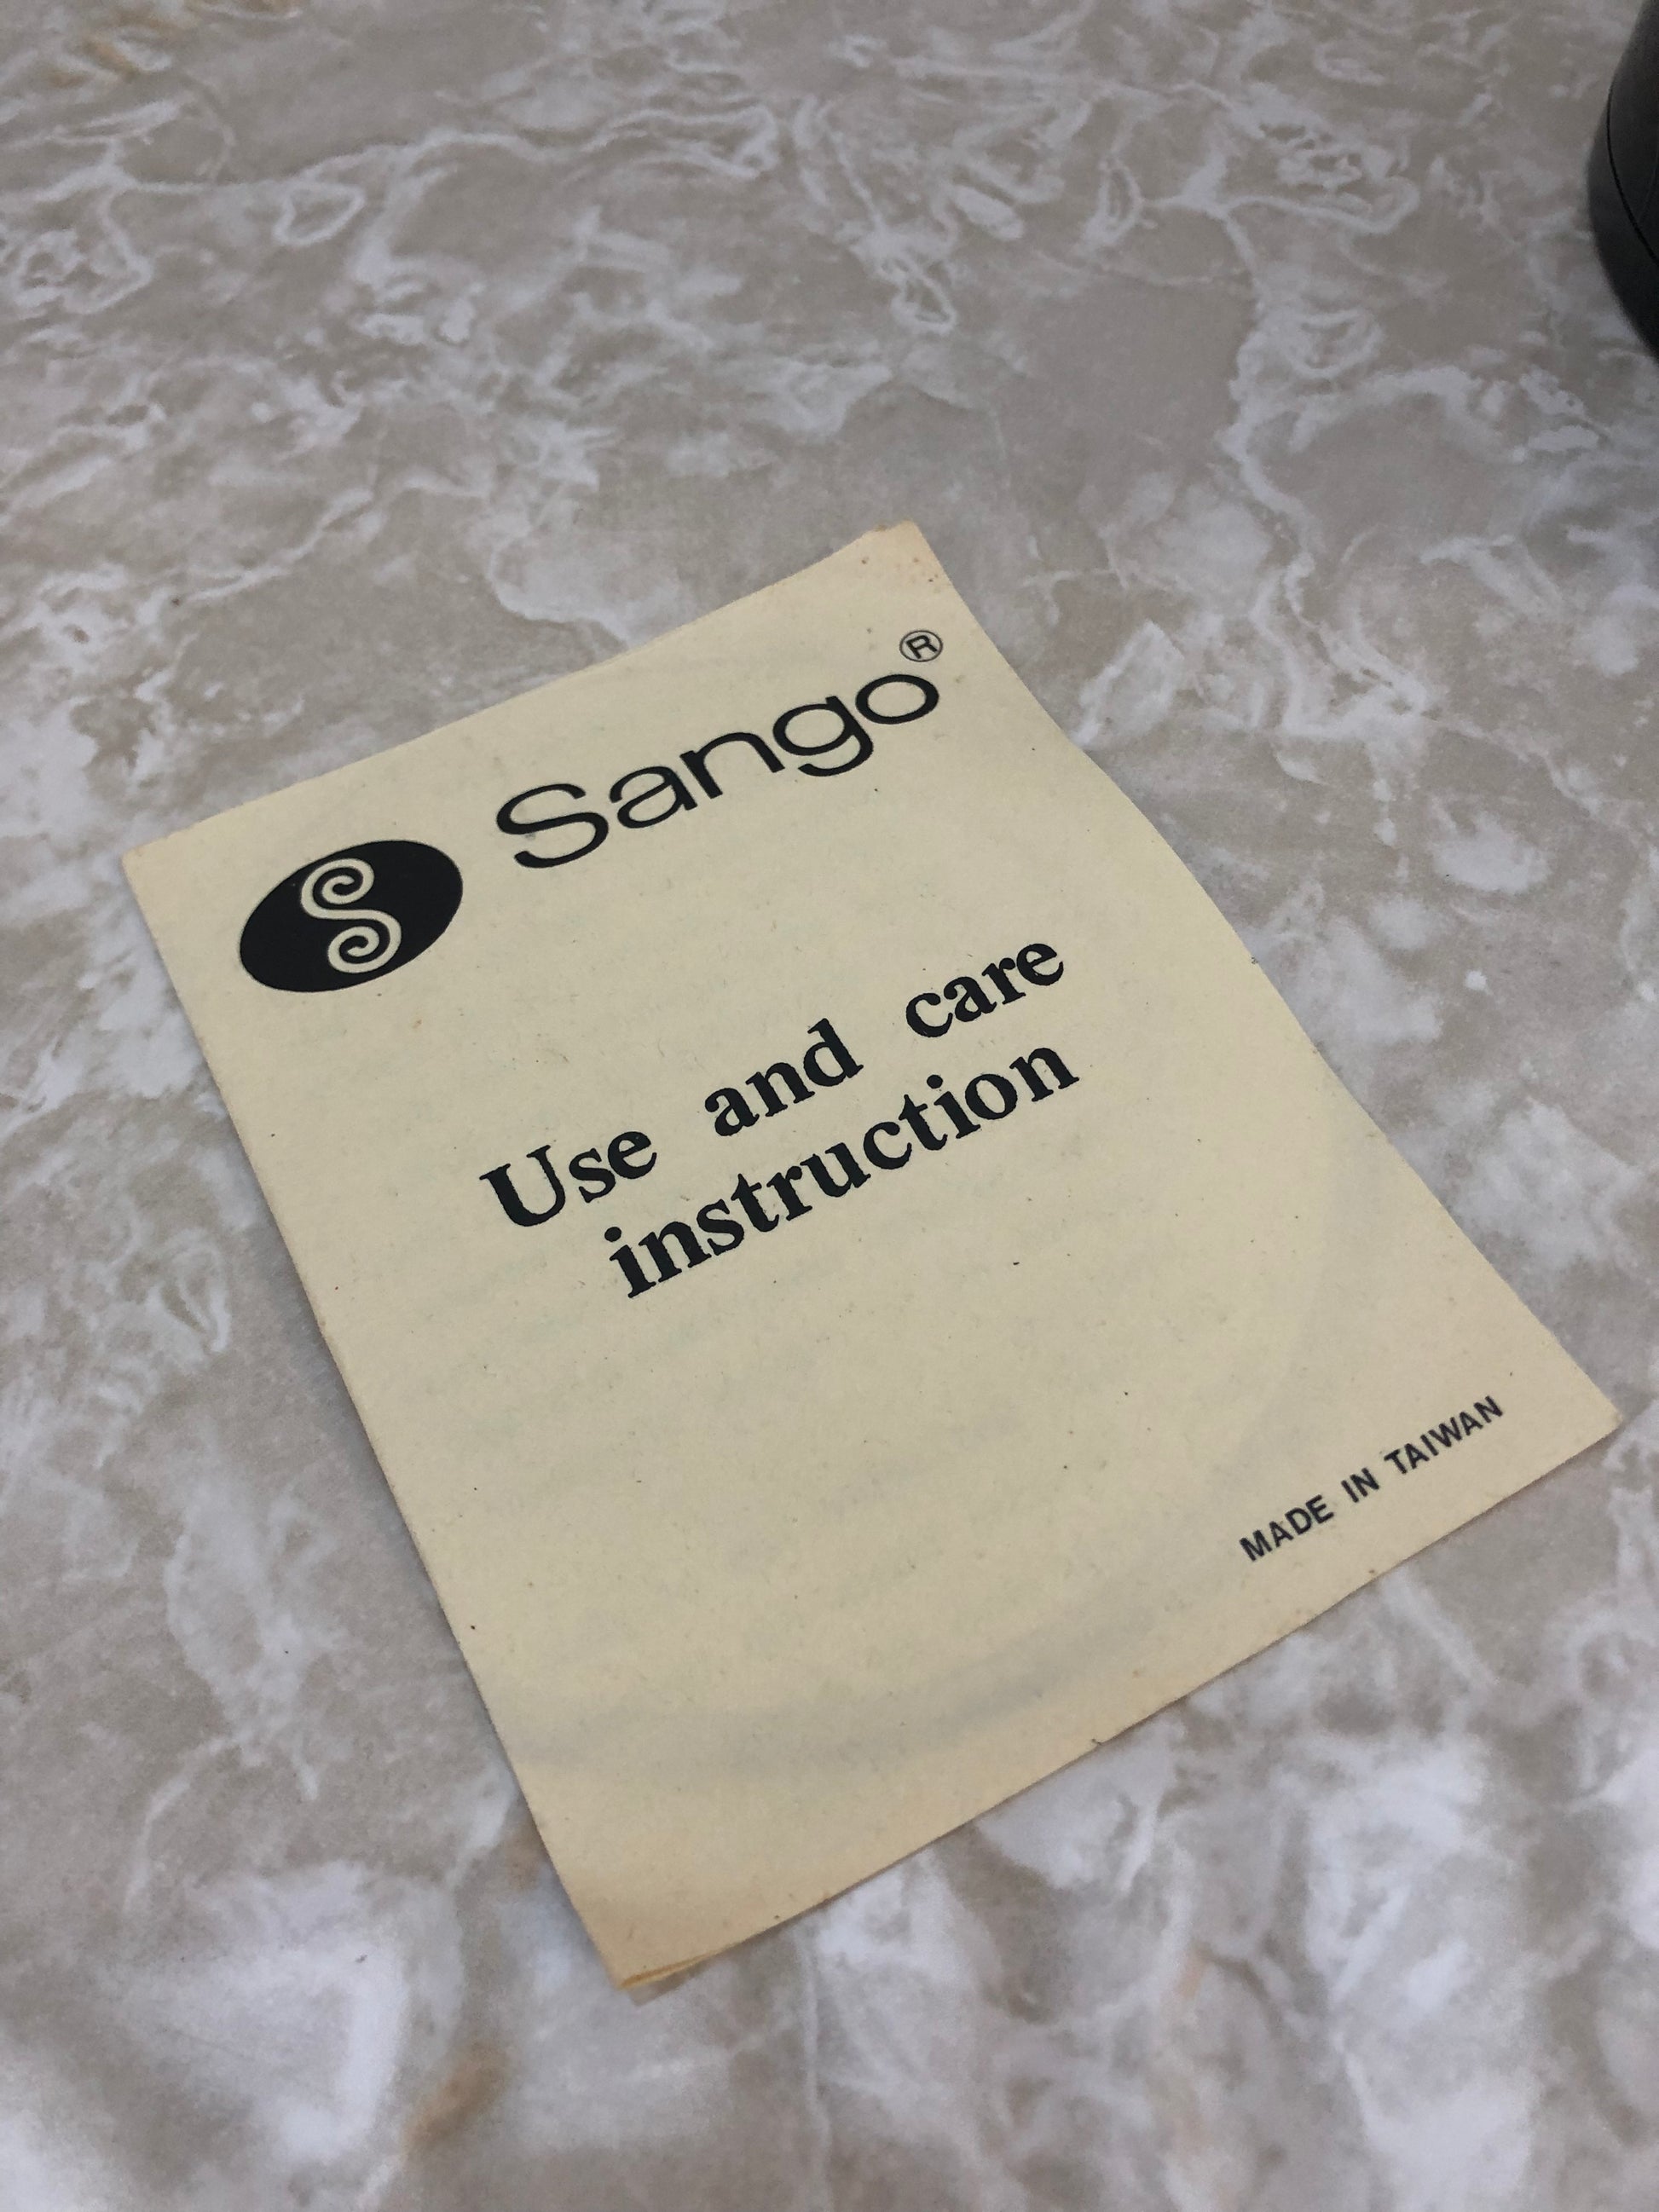 S Sango®
Use and care
instruction
MADE IN TAIWAN